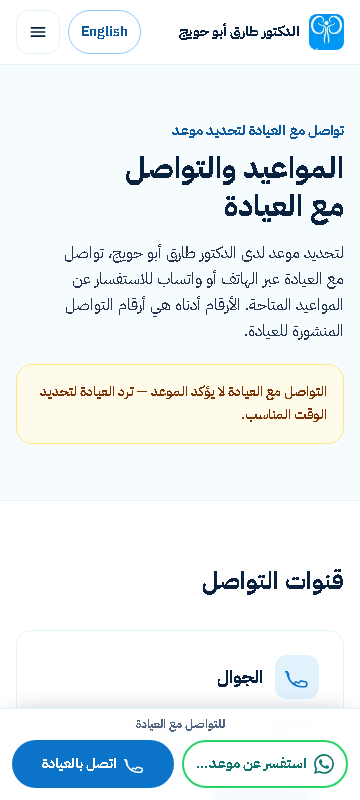 الدكتور طارق أبو حويج
English
تواصل مع العيادة لتحديد موعد
المواعيد والتواصل
مع العيادة
لتحديد موعد لدى الدكتور طارق أبو حويج، تواصل
مع العيادة عبر الهاتف أو واتساب للاستفسار عن
المواعيد المتاحة. الأرقام أدناه هي أرقام التواصل
المنشورة للعيادة.
التواصل مع العيادة لا يؤكد الموعد — ترد العيادة لتحديد
الوقت المناسب.
قنوات التواصل
الجوال
للتواصل مع العيادة
استفسر عن موعد...
اتصل بالعيادة